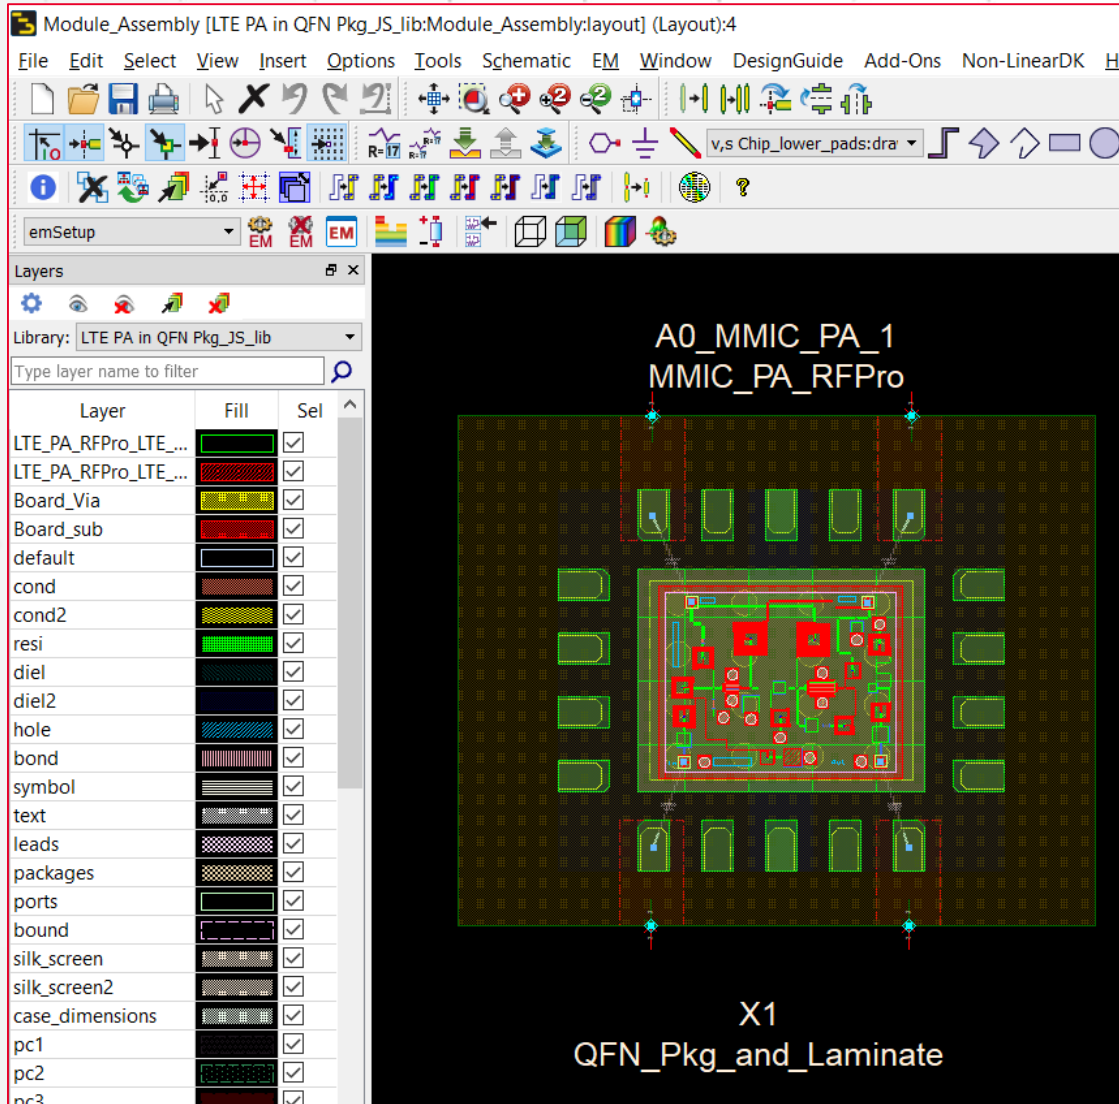 Module_Assembly [LTE PA in QFN Pkg_JS_lib:Module_Assembly:layout] (Layout):4
File Edit Select View Insert Options Tools Schematic EM Window DesignGuide Add-Ons Non-LinearDK H
v,s Chip_lower_pads:dra
emSetup
EM EM EM
Layers
Library: LTE PA in QFN Pkg_JS_lib
Type layer name to filter
Layer Fill Sel
LTE_PA_RFPro_LTE_...
LTE_PA_RFPro_LTE_...
Board_Via
Board_sub
default
cond
cond2
resi
diel
diel2
hole
bond
symbol
text
leads
packages
ports
bound
silk_screen
silk_screen2
case_dimensions
pc1
pc2
pc3
A0_MMIC_PA_1
MMIC_PA_RFPro
X1
QFN_Pkg_and_Laminate